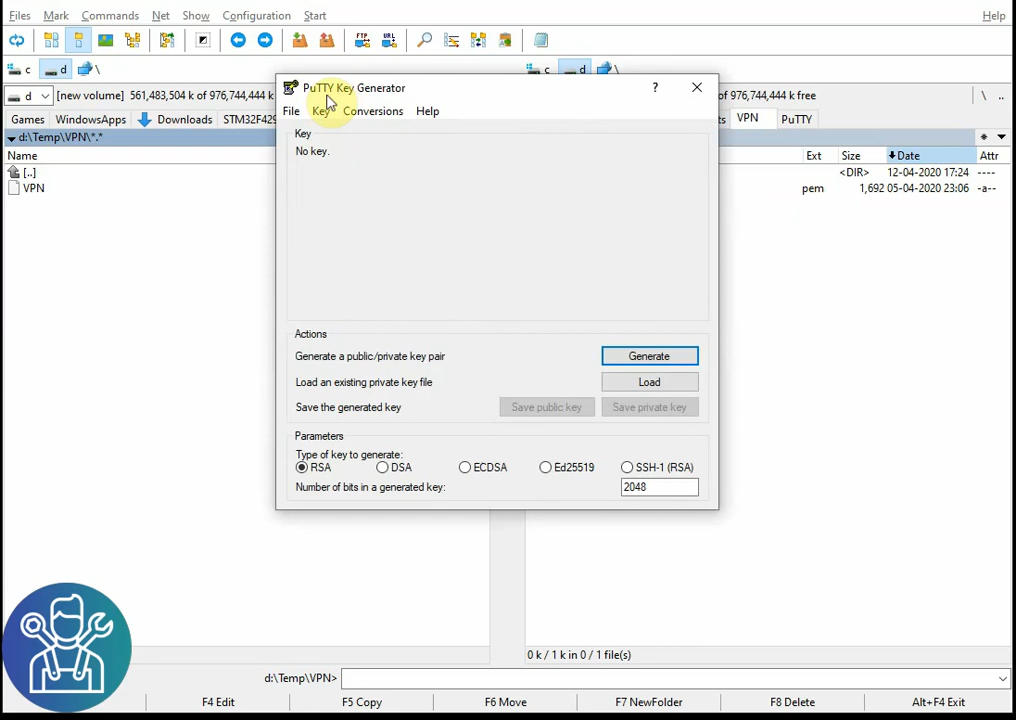 Files Mark Commands Net Show Configuration Start Help
FTP URL
c d \ c d \
d [new volume] 561,483,504 k of 976,744,444 k of 976,744,444 k free \ ..
Games WindowsApps Downloads STM32F429 ts VPN PuTTY
d:\Temp\VPN\*.* * 
Name Ext Size Date Attr
[..] <DIR> 12-04-2020 17:24 ----
VPN pem 1,692 05-04-2020 23:06 -a--
PuTTY Key Generator ?
File Key Conversions Help
Key
No key.
Actions
Generate a public/private key pair Generate
Load an existing private key file Load
Save the generated key Save public key Save private key
Parameters
Type of key to generate:
RSA DSA ECDSA Ed25519 SSH-1 (RSA)
Number of bits in a generated key: 2048
0 k / 1 k in 0 / 1 file(s)
d:\Temp\VPN>
F4 Edit F5 Copy F6 Move F7 NewFolder F8 Delete Alt+F4 Exit